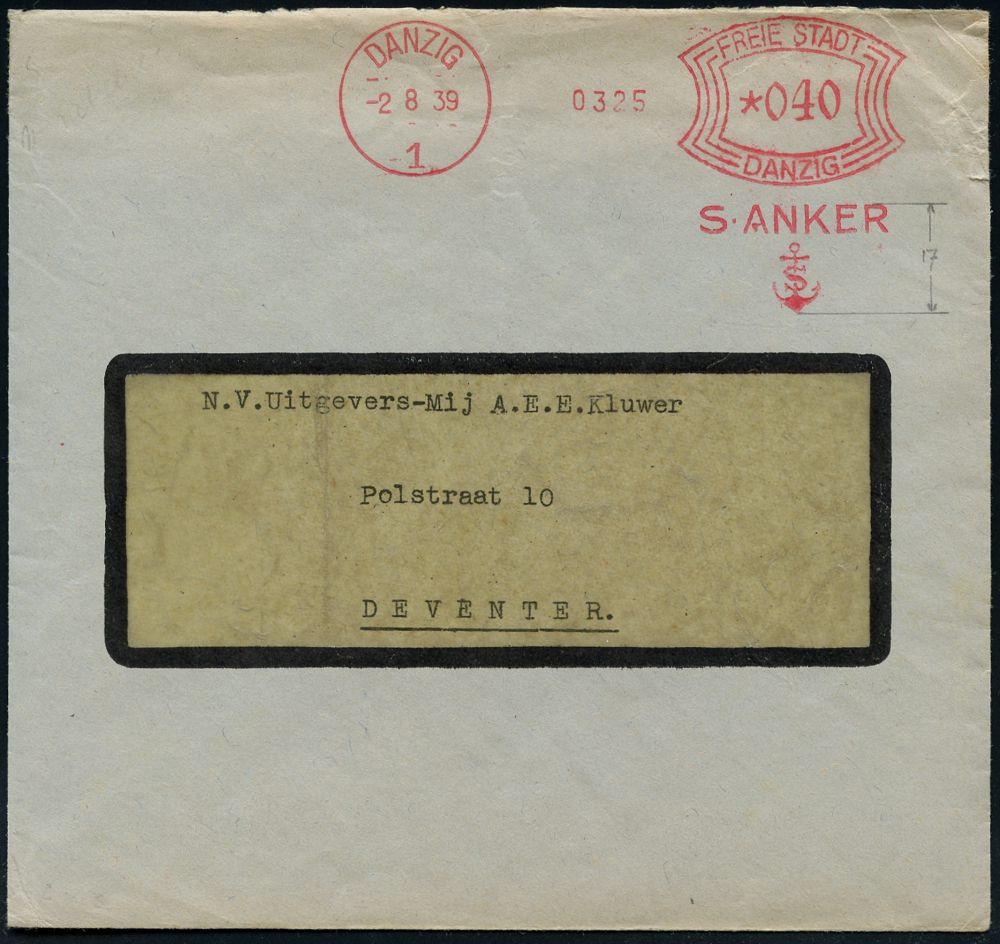 DANZIG
-2 8 39
1
0325
FREIE STADT
*040
DANZIG
S·ANKER
S
17
N.V.Uitgevers-Mij A.E.E.Kluwer
Polstraat 10
DEVENTER.